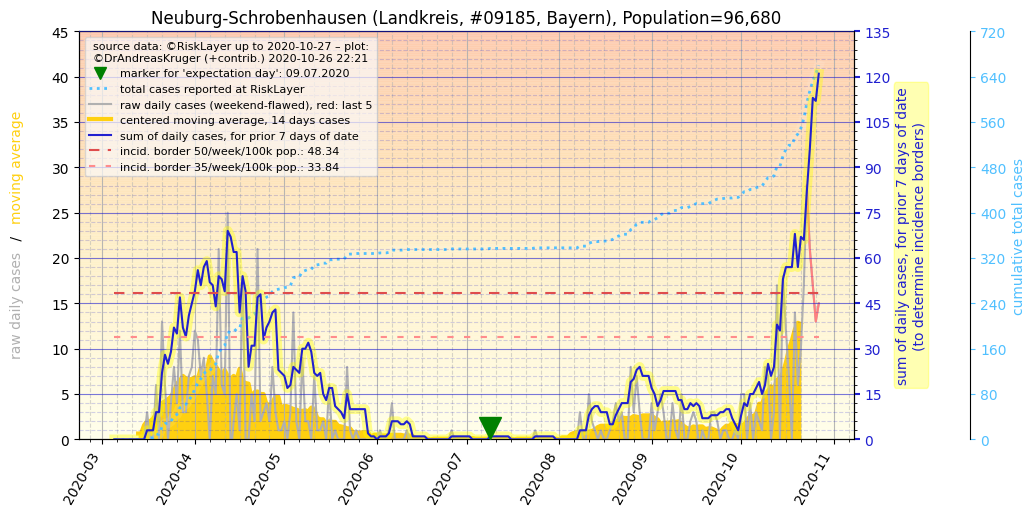 Neuburg-Schrobenhausen (Landkreis, #09185, Bayern), Population=96,680
source data: ©RiskLayer up to 2020-10-27 – plot:
©DrAndreasKruger (+contrib.) 2020-10-26 22:21
marker for 'expectation day': 09.07.2020
total cases reported at RiskLayer
raw daily cases (weekend-flawed), red: last 5
centered moving average, 14 days cases
sum of daily cases, for prior 7 days of date
incid. border 50/week/100k pop.: 48.34
incid. border 35/week/100k pop.: 33.84
raw daily cases / moving average
45
40
35
30
25
20
15
10
5
0
135
120
105
90
75
60
45
30
15
0
sum of daily cases, for prior 7 days of date
(to determine incidence borders)
720
640
560
480
400
320
240
160
80
0
cumulative total cases
2020-03
2020-04
2020-05
2020-06
2020-07
2020-08
2020-09
2020-10
2020-11